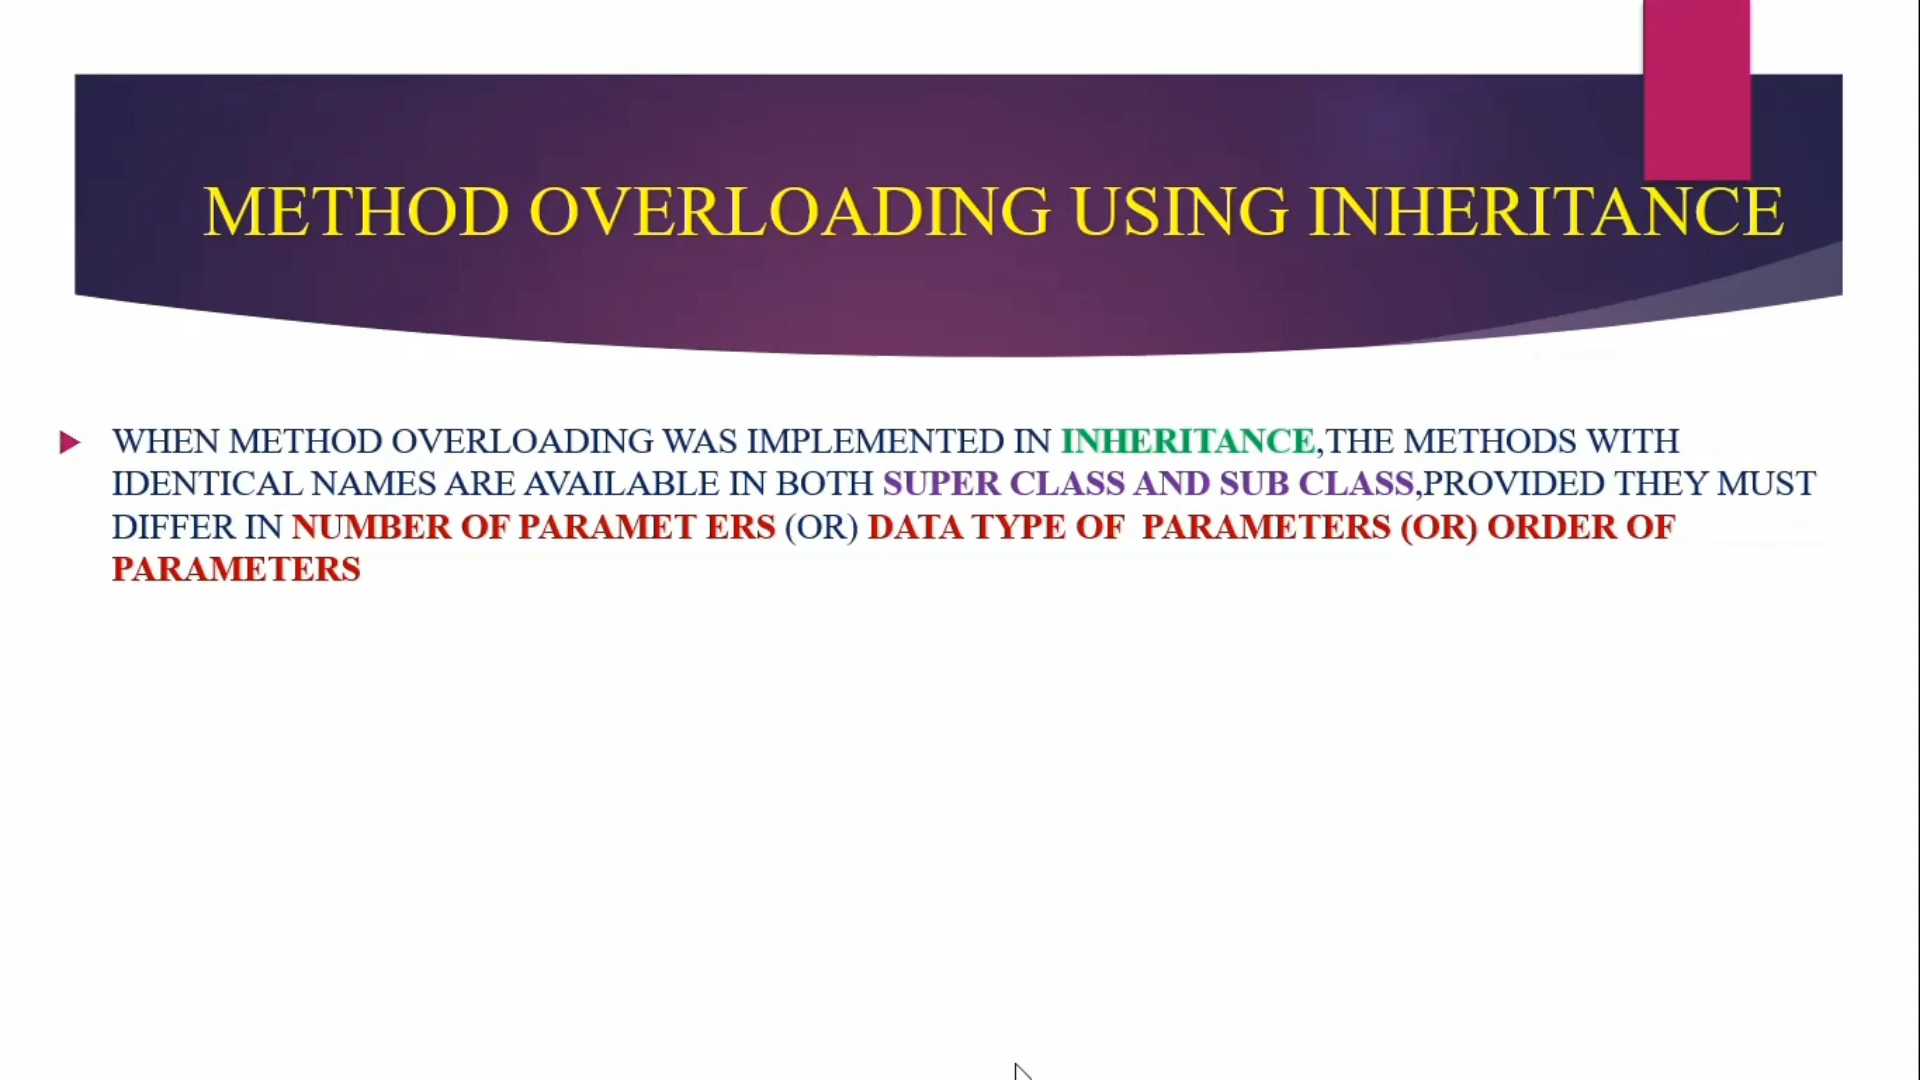 METHOD OVERLOADING USING INHERITANCE
WHEN METHOD OVERLOADING WAS IMPLEMENTED IN INHERITANCE,THE METHODS WITH
IDENTICAL NAMES ARE AVAILABLE IN BOTH SUPER CLASS AND SUB CLASS,PROVIDED THEY MUST
DIFFER IN NUMBER OF PARAMET ERS (OR) DATA TYPE OF PARAMETERS (OR) ORDER OF
PARAMETERS